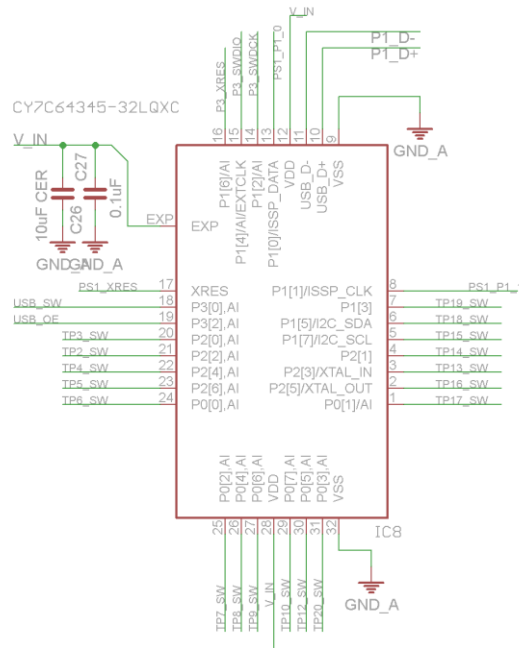 V_IN
P1_D-
P1_D+
P3_XRES
P3_SWDIO
P3_SWDCK
PS1_P1_0
CY7C64345-32LQXC
16
15
14
13
12
11
10
9
GND_A
V_IN
P1[6]/AI
P1[4]/AI/EXTCLK
P1[2]/AI
P1[0]/ISSP_DATA
VDD
USB_D-
USB_D+
VSS
10uF CER
C26
C27
0.1uF
EXP
EXP
GND_A
GND_A
PS1_XRES 17 XRES P1[1]/ISSP_CLK 8 PS1_P1_
USB_SW 18 P3[0],AI P1[3] 7 TP19_SW
USB_OE 19 P3[2],AI P1[5]/I2C_SDA 6 TP18_SW
TP3_SW 20 P2[0],AI P1[7]/I2C_SCL 5 TP15_SW
TP2_SW 21 P2[2],AI P2[1] 4 TP14_SW
TP4_SW 22 P2[4],AI P2[3]/XTAL_IN 3 TP13_SW
TP5_SW 23 P2[6],AI P2[5]/XTAL_OUT 2 TP16_SW
TP6_SW 24 P0[0],AI P0[1]/AI 1 TP17_SW
P0[2],AI
P0[4],AI
P0[6],AI
VDD
P0[7],AI
P0[5],AI
P0[3],AI
VSS
25
26
27
28
29
30
31
32
IC8
TP7_SW
TP8_SW
TP9_SW
V_IN
TP10_SW
TP12_SW
TP20_SW
GND_A